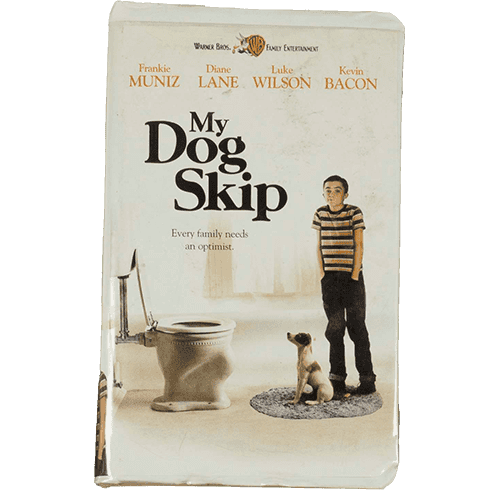 Warner Bros. WB Family Entertainment
Frankie MUNIZ Diane LANE Luke WILSON Kevin BACON
My
Dog
Skip
Every family needs
an optimist.